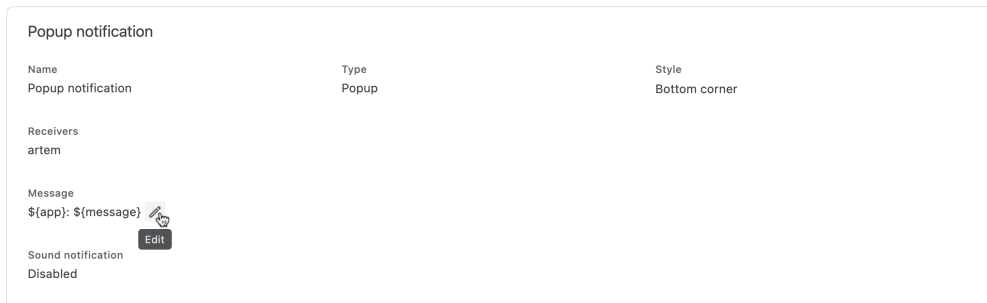 Popup notification
Name Type Style
Popup notification Popup Bottom corner
Receivers
artem
Message
${app}: ${message}
Edit
Sound notification
Disabled